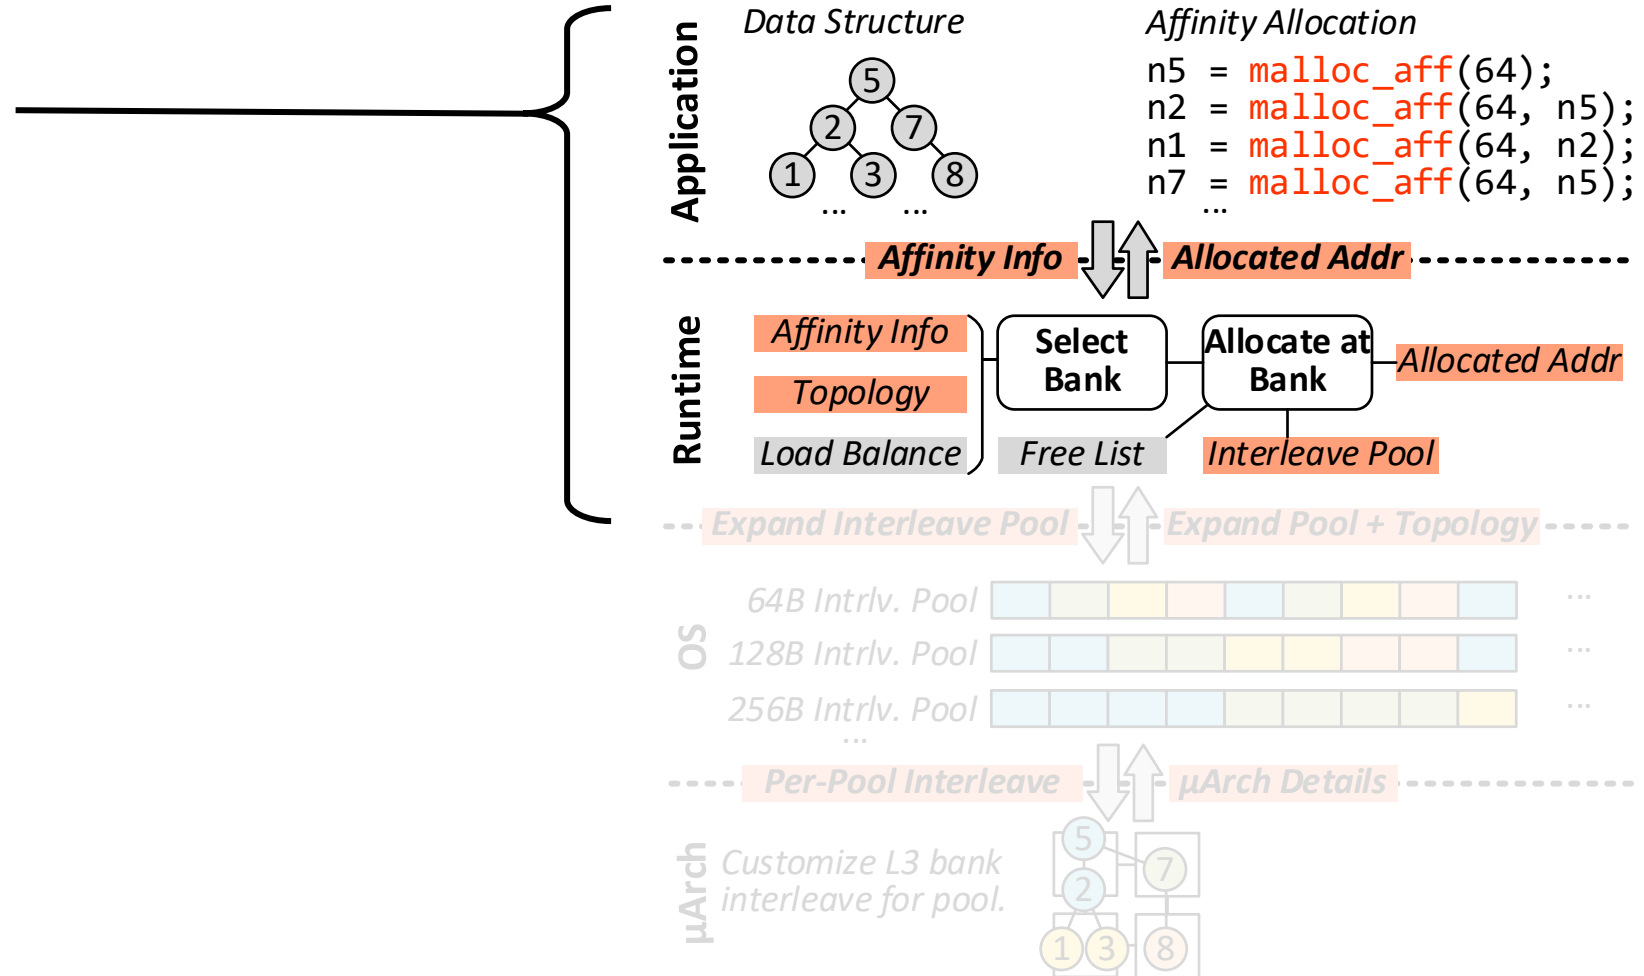 Application
Data Structure
5
2
7
1
3
8
... ...
Affinity Allocation
n5 = malloc_aff(64);
n2 = malloc_aff(64, n5);
n1 = malloc_aff(64, n2);
n7 = malloc_aff(64, n5);
...
Affinity Info
Allocated Addr
Runtime
Affinity Info
Topology
Load Balance
Select
Bank
Allocate at
Bank
Allocated Addr
Free List
Interleave Pool
Expand Interleave Pool
Expand Pool + Topology
OS
64B Intrlv. Pool
...
128B Intrlv. Pool
...
256B Intrlv. Pool
...
...
Per-Pool Interleave
µArch Details
µArch
Customize L3 bank
interleave for pool.
5
7
2
1
3
8